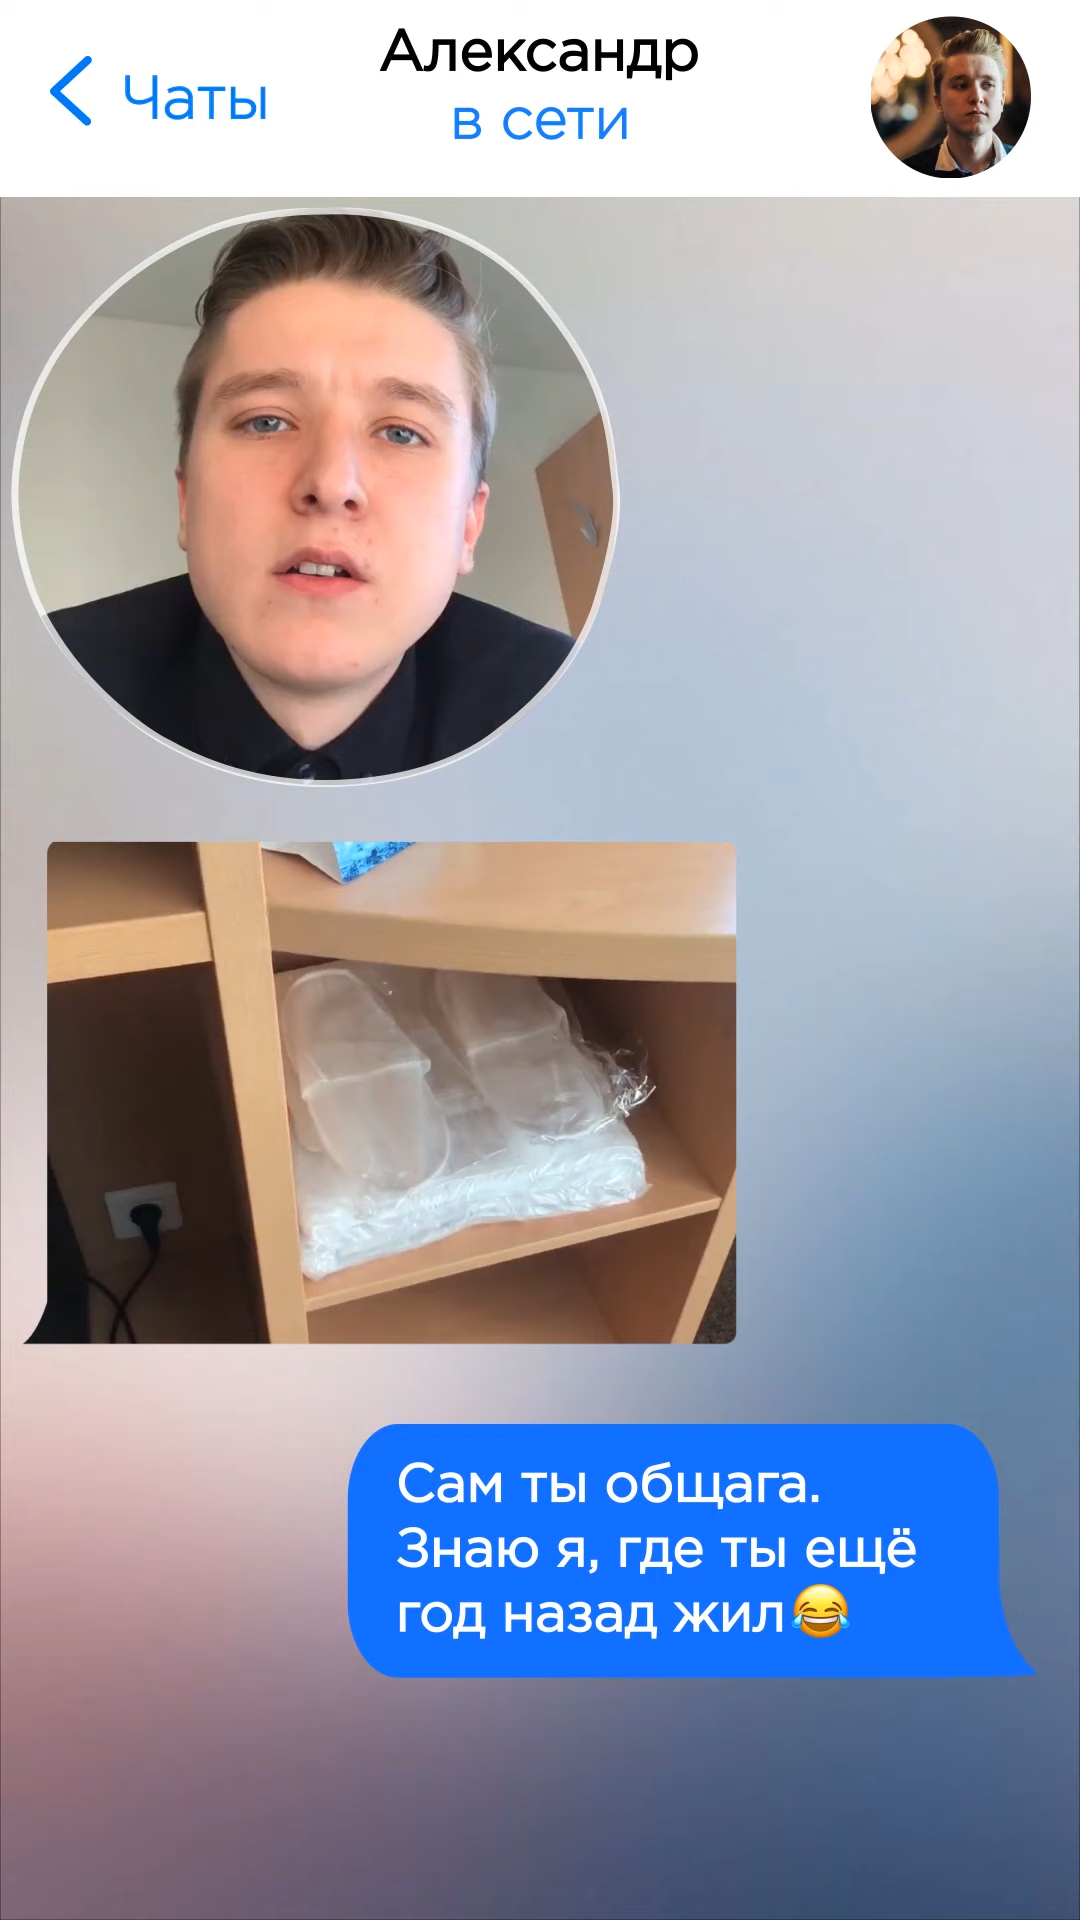 Чаты
Александр
в сети
Сам ты общага.
Знаю я, где ты ещё
год назад жил😂